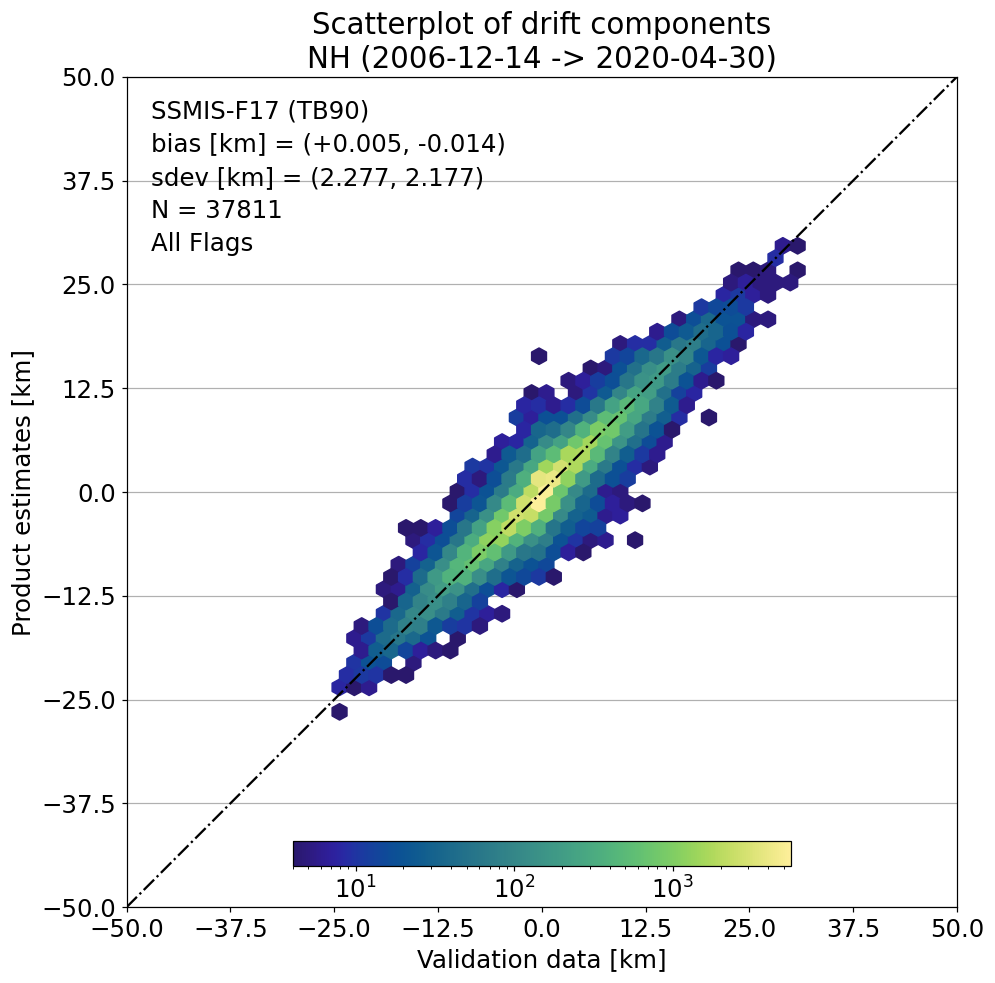 Scatterplot of drift components
NH (2006-12-14 -> 2020-04-30)
50.0
37.5
25.0
12.5
0.0
−12.5
−25.0
−37.5
−50.0
Product estimates [km]
SSMIS-F17 (TB90)
bias [km] = (+0.005, -0.014)
sdev [km] = (2.277, 2.177)
N = 37811
All Flags
10¹ 10² 10³
−50.0 −37.5 −25.0 −12.5 0.0 12.5 25.0 37.5 50.0
Validation data [km]